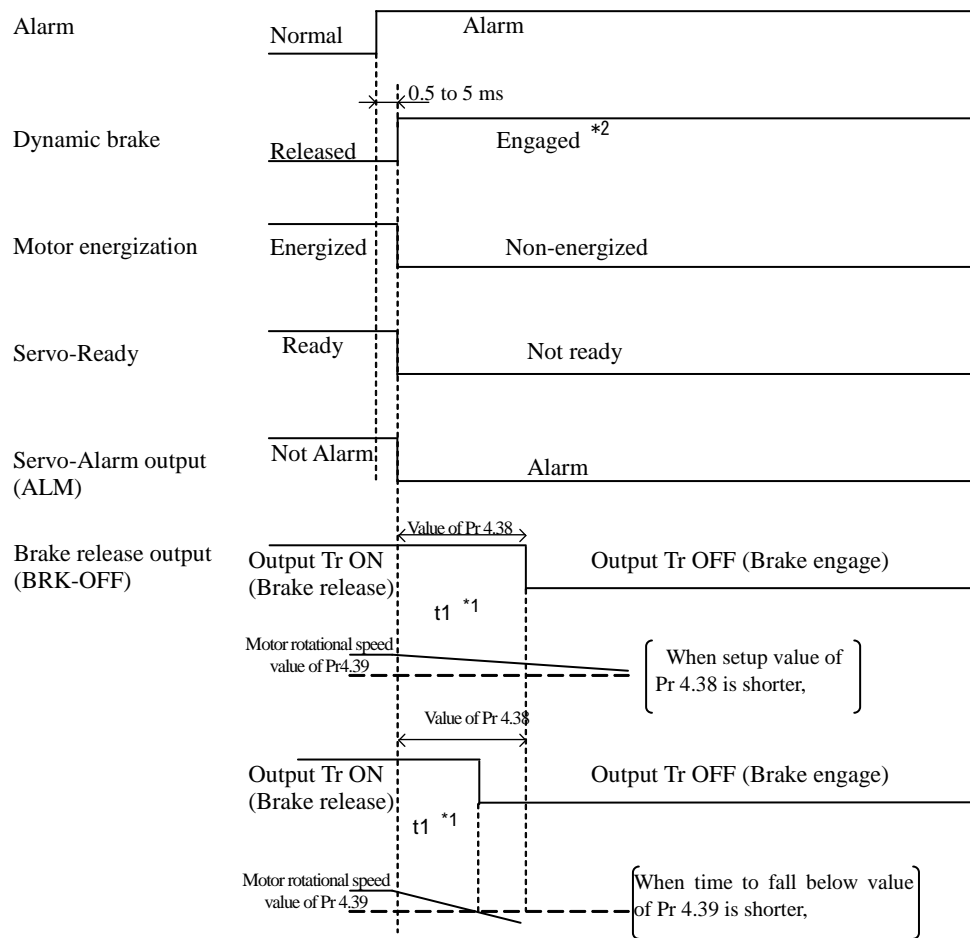 Alarm
Normal
Alarm
0.5 to 5 ms
Dynamic brake
Released
Engaged *2
Motor energization
Energized
Non-energized
Servo-Ready
Ready
Not ready
Servo-Alarm output
(ALM)
Not Alarm
Alarm
Value of Pr 4.38
Brake release output
(BRK-OFF)
Output Tr ON
(Brake release)
Output Tr OFF (Brake engage)
t1 *1
Motor rotational speed
value of Pr4.39
When setup value of
Pr 4.38 is shorter,
Value of Pr 4.38
Output Tr ON
(Brake release)
Output Tr OFF (Brake engage)
t1 *1
Motor rotational speed
value of Pr 4.39
When time to fall below value
of Pr 4.39 is shorter,